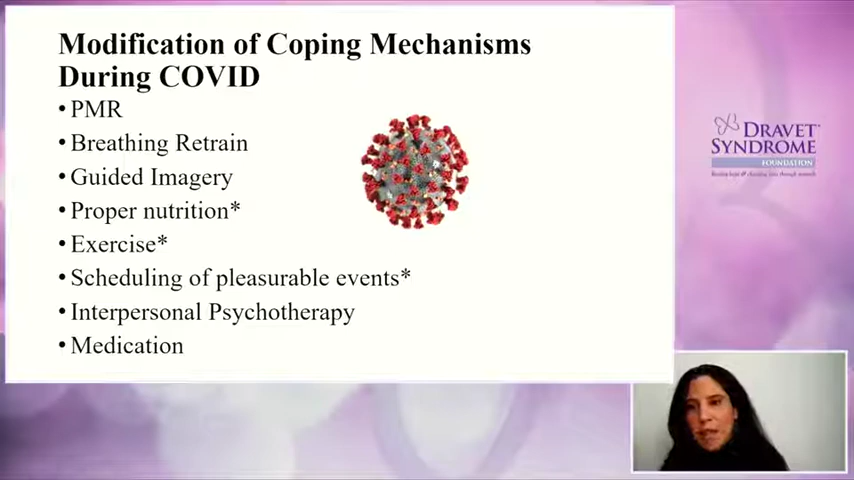 Modification of Coping Mechanisms
During COVID
• PMR
• Breathing Retrain
• Guided Imagery
• Proper nutrition*
• Exercise*
• Scheduling of pleasurable events*
• Interpersonal Psychotherapy
• Medication
DRAVET
SYNDROME
FOUNDATION